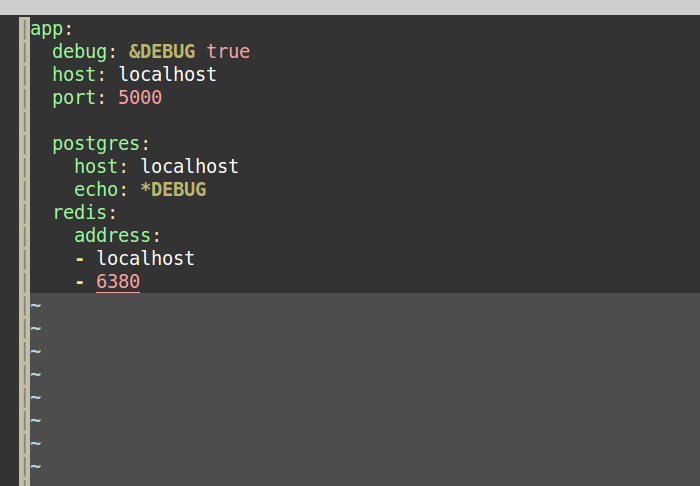 app:
  debug: &DEBUG true
  host: localhost
  port: 5000

  postgres:
    host: localhost
    echo: *DEBUG
  redis:
    address:
    - localhost
    - 6380
~
~
~
~
~
~
~
~